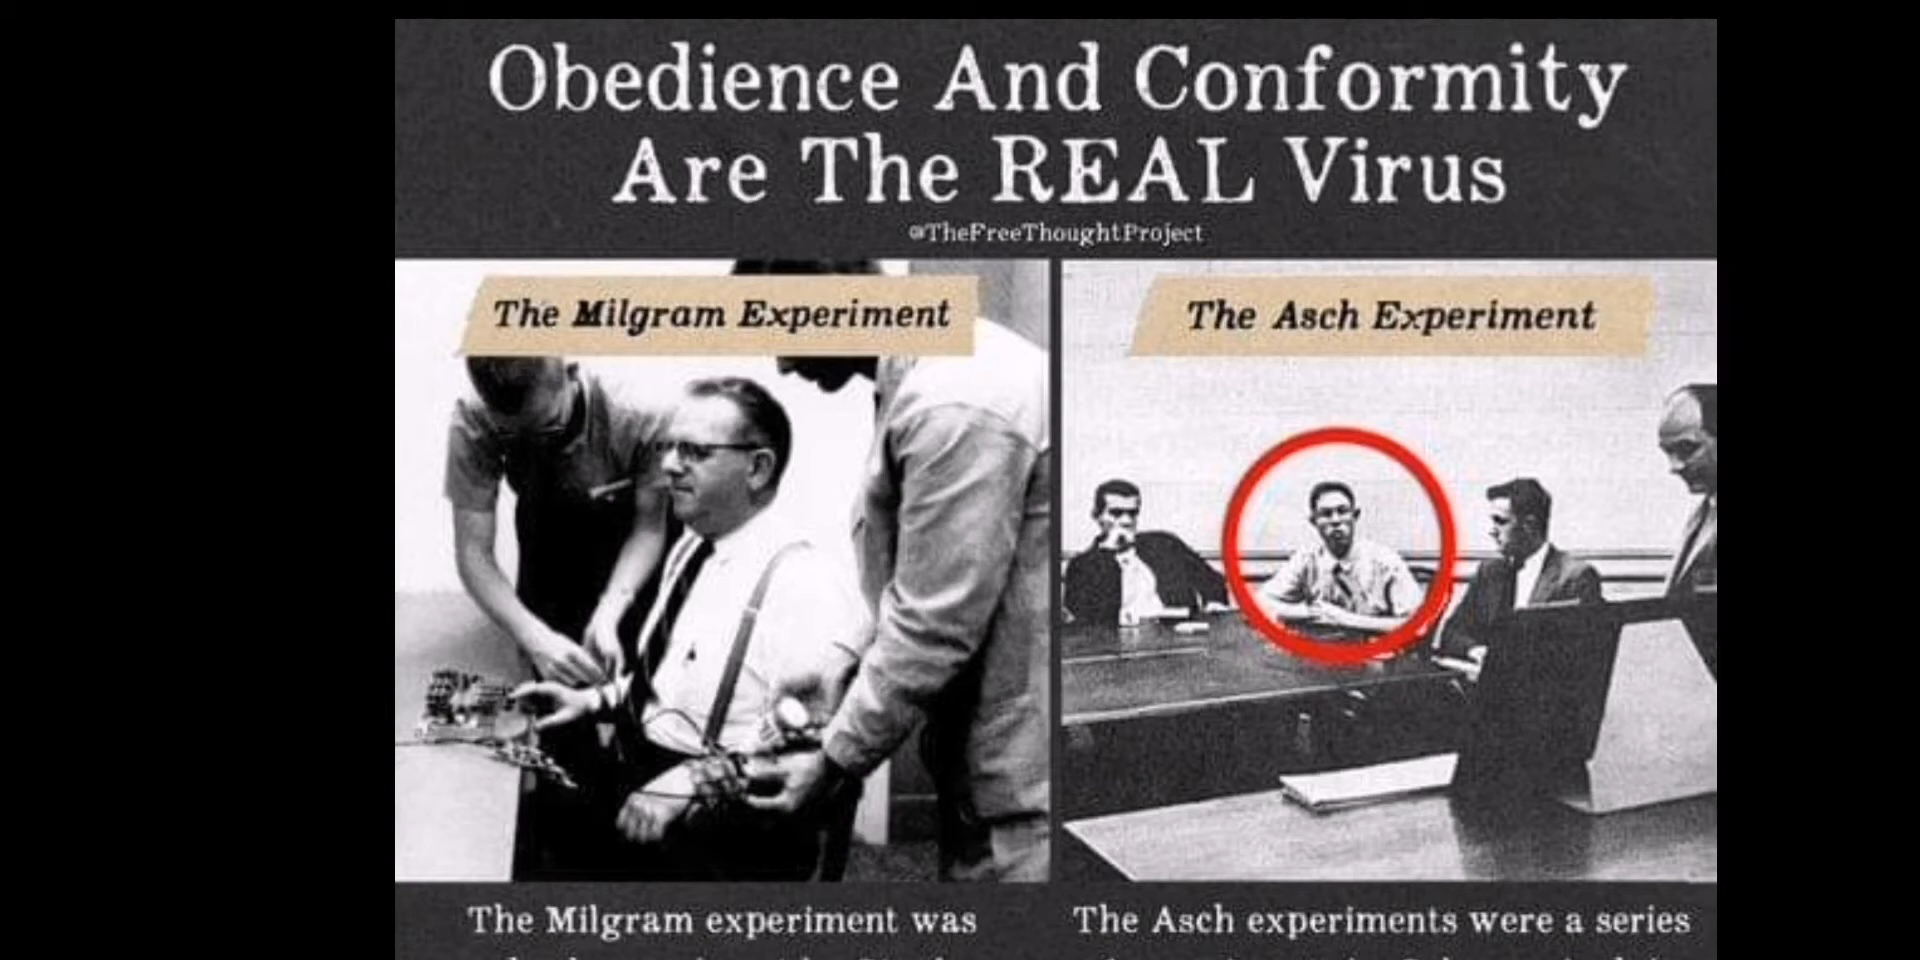 Obedience And Conformity
Are The REAL Virus
@TheFreeThoughtProject
The Milgram Experiment
The Asch Experiment
The Milgram experiment was
The Asch experiments were a series